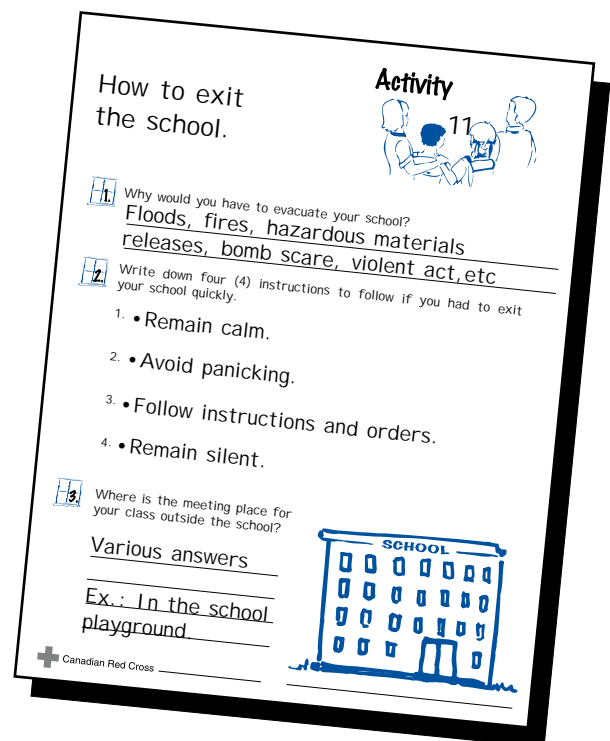 How to exit
the school.
Activity
11
1.
Why would you have to evacuate your school?
Floods, fires, hazardous materials
releases, bomb scare, violent act,etc
2.
Write down four (4) instructions to follow if you had to exit
your school quickly.
1. • Remain calm.
2. • Avoid panicking.
3. • Follow instructions and orders.
4. • Remain silent.
3.
Where is the meeting place for
your class outside the school?
Various answers
Ex.: In the school
playground.
SCHOOL
Canadian Red Cross